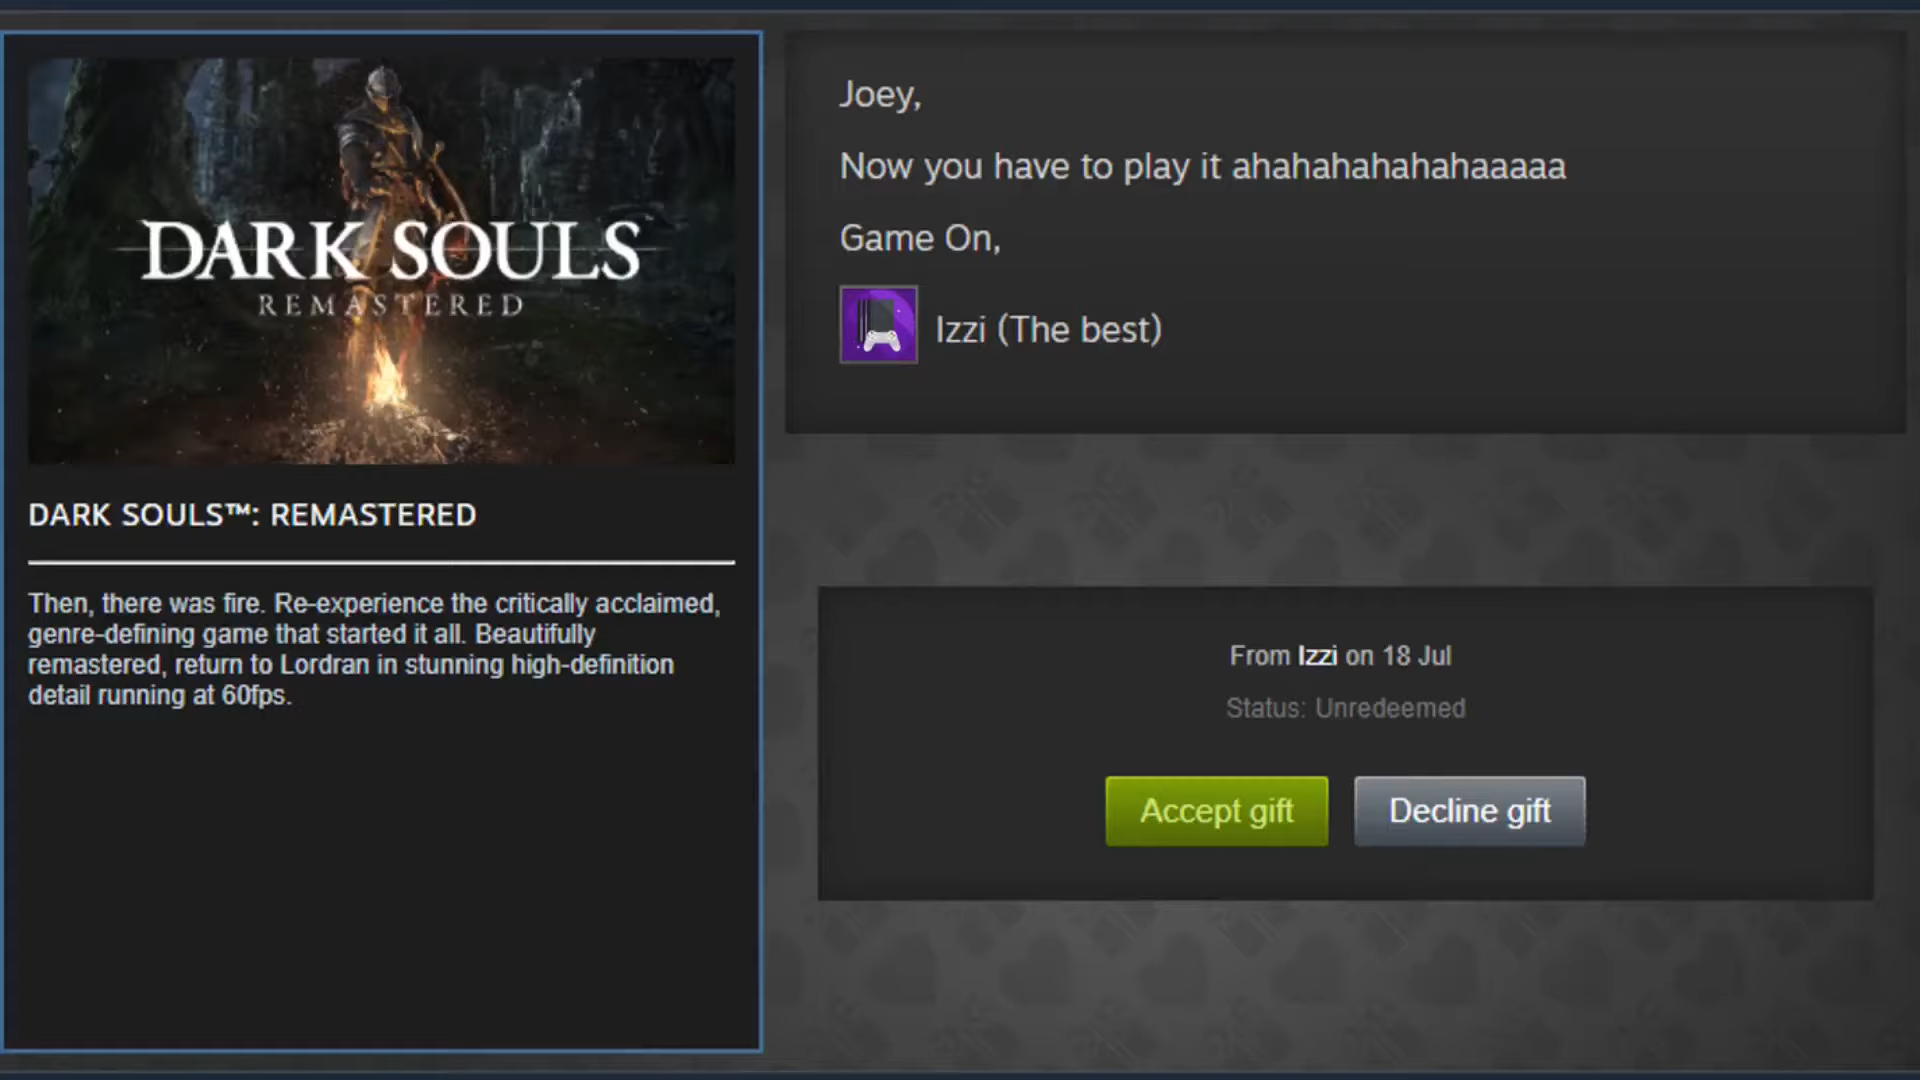 DARK SOULS
REMASTERED
DARK SOULS™: REMASTERED
Then, there was fire. Re-experience the critically acclaimed,
genre-defining game that started it all. Beautifully
remastered, return to Lordran in stunning high-definition
detail running at 60fps.
Joey,
Now you have to play it ahahahahahahaaaaa
Game On,
Izzi (The best)
From Izzi on 18 Jul
Status: Unredeemed
Accept gift
Decline gift